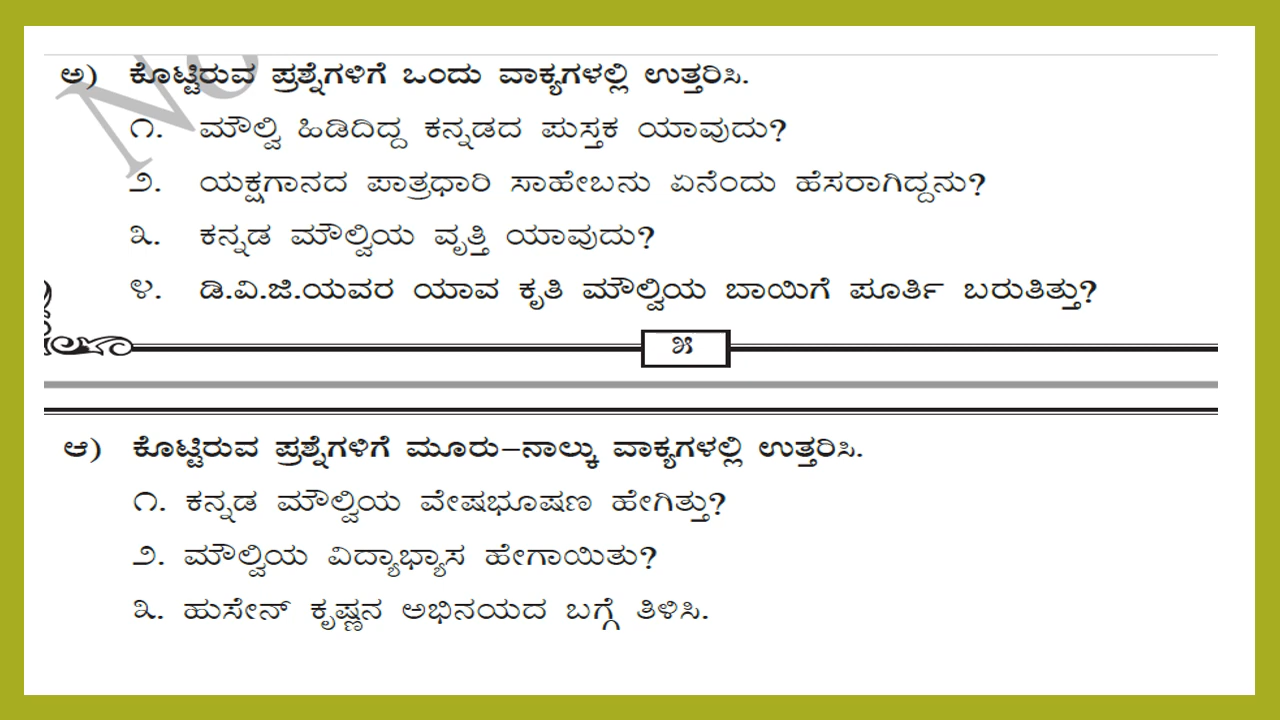 No
ಅ) ಕೊಟ್ಟಿರುವ ಪ್ರಶ್ನೆಗಳಿಗೆ ಒಂದು ವಾಕ್ಯಗಳಲ್ಲಿ ಉತ್ತರಿಸಿ.
೧. ಮೌಲ್ವಿ ಹಿಡಿದಿದ್ದ ಕನ್ನಡದ ಪುಸ್ತಕ ಯಾವುದು?
೨. ಯಕ್ಷಗಾನದ ಪಾತ್ರಧಾರಿ ಸಾಹೇಬನು ಏನೆಂದು ಹೆಸರಾಗಿದ್ದನು?
೩. ಕನ್ನಡ ಮೌಲ್ವಿಯ ವೃತ್ತಿ ಯಾವುದು?
೪. ಡಿ.ವಿ.ಜಿ.ಯವರ ಯಾವ ಕೃತಿ ಮೌಲ್ವಿಯ ಬಾಯಿಗೆ ಪೂರ್ತಿ ಬರುತಿತ್ತು?
೫
ಆ) ಕೊಟ್ಟಿರುವ ಪ್ರಶ್ನೆಗಳಿಗೆ ಮೂರು-ನಾಲ್ಕು ವಾಕ್ಯಗಳಲ್ಲಿ ಉತ್ತರಿಸಿ.
೧. ಕನ್ನಡ ಮೌಲ್ವಿಯ ವೇಷಭೂಷಣ ಹೇಗಿತ್ತು?
೨. ಮೌಲ್ವಿಯ ವಿದ್ಯಾಭ್ಯಾಸ ಹೇಗಾಯಿತು?
೩. ಹುಸೇನ್ ಕೃಷ್ಣನ ಅಭಿನಯದ ಬಗ್ಗೆ ತಿಳಿಸಿ.